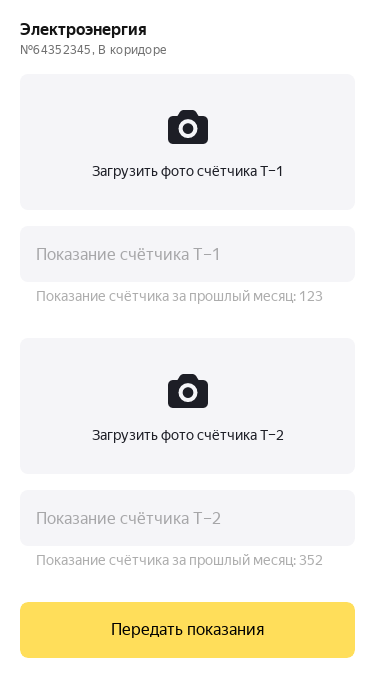 Электроэнергия
№64352345, В коридоре
Загрузить фото счётчика Т–1
Показание счётчика Т–1
Показание счётчика за прошлый месяц: 123
Загрузить фото счётчика Т–2
Показание счётчика Т–2
Показание счётчика за прошлый месяц: 352
Передать показания